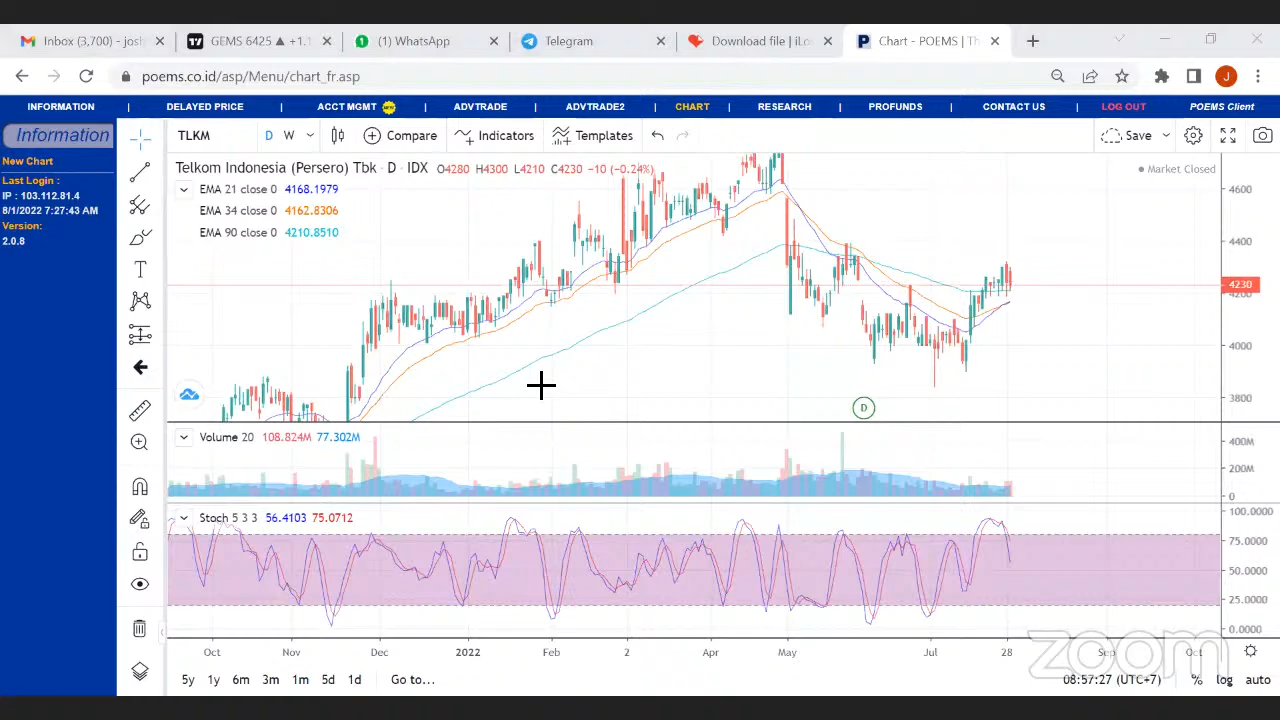 Inbox (3,700) - josh
GEMS 6425 ▲ +1.1
(1) WhatsApp
Telegram
Download file | iLo
Chart - POEMS | Th
poems.co.id/asp/Menu/chart_fr.asp
J
INFORMATION | DELAYED PRICE | ACCT MGMT NEW | ADVTRADE | ADVTRADE2 | CHART | RESEARCH | PROFUNDS | CONTACT US | LOG OUT POEMS Client
Information
New Chart
Last Login :
IP : 103.112.81.4
8/1/2022 7:27:43 AM
Version:
2.0.8
TLKM D W Compare Indicators Templates Save
Telkom Indonesia (Persero) Tbk · D · IDX O4280 H4300 L4210 C4230 −10 (−0.24%)
Market Closed
EMA 21 close 0 4168.1979
EMA 34 close 0 4162.8306
EMA 90 close 0 4210.8510
4600
4400
4230
4200
4000
3800
D
Volume 20 108.824M 77.302M
400M
200M
0
Stoch 5 3 3 56.4103 75.0712
100.0000
75.0000
50.0000
25.0000
0.0000
Oct Nov Dec 2022 Feb 2 Apr May Jul 28 Sep Oct
zoom
5y 1y 6m 3m 1m 5d 1d Go to...
08:57:27 (UTC+7) % log auto